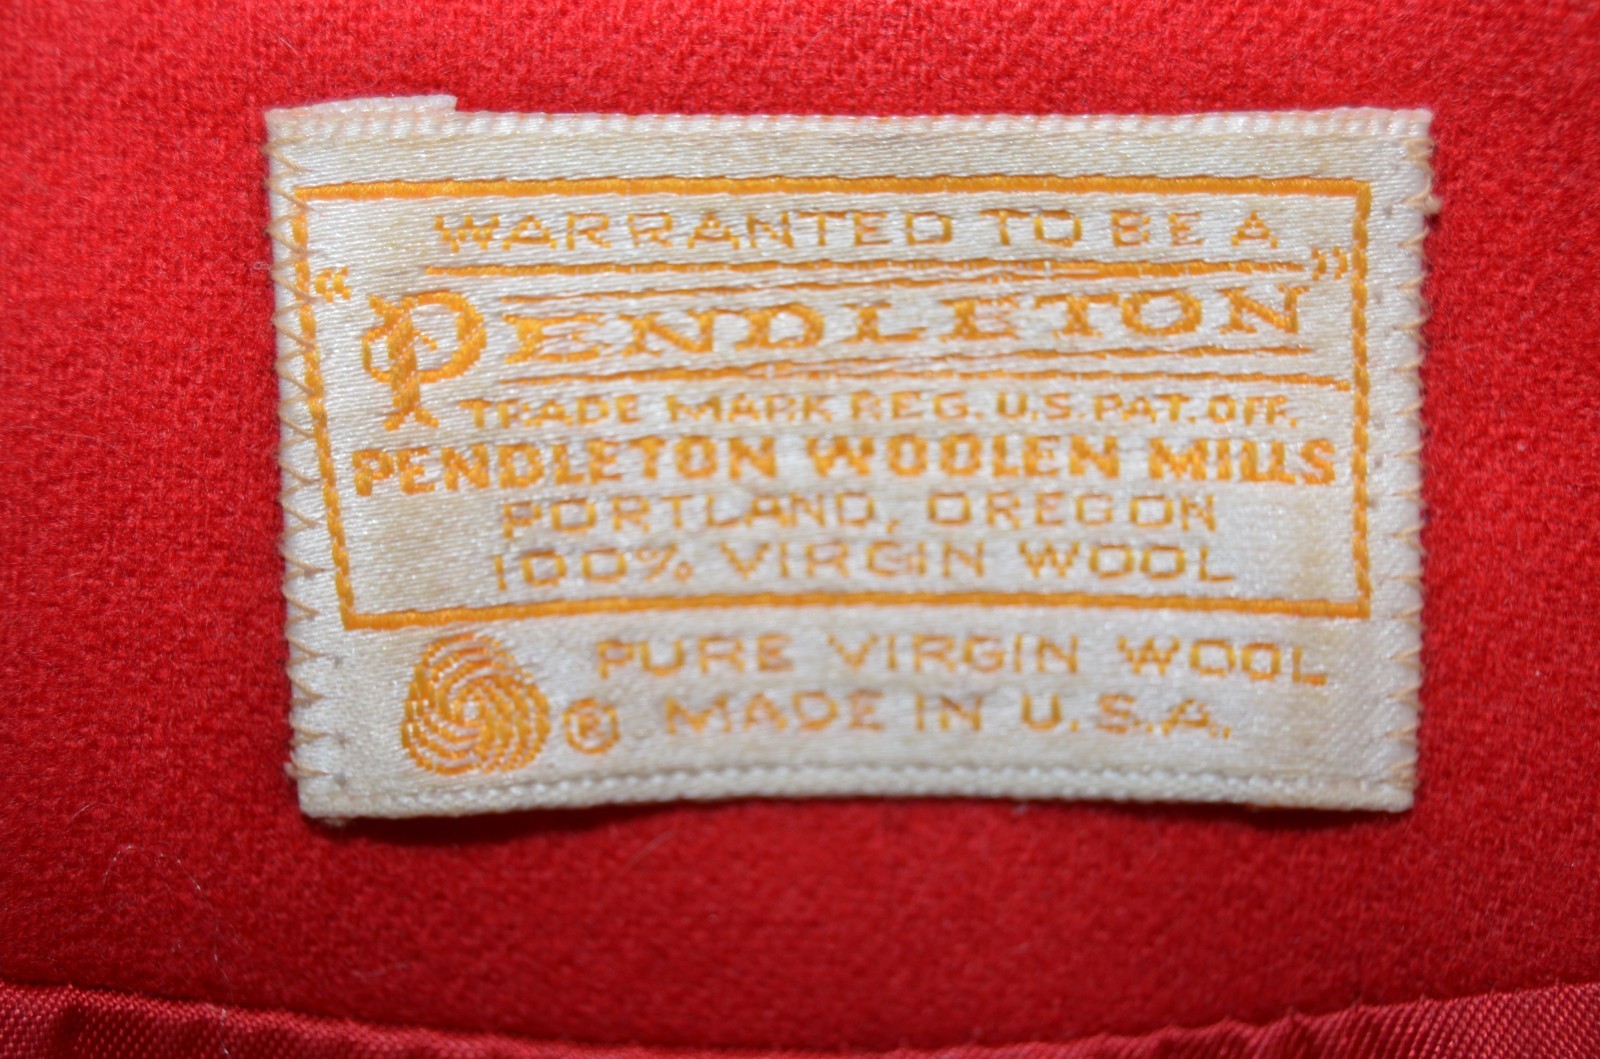 WARRANTED TO BE A
"PENDLETON"
TRADE MARK REG. U.S. PAT. OFF.
PENDLETON WOOLEN MILLS
PORTLAND, OREGON
100% VIRGIN WOOL
PURE VIRGIN WOOL
® MADE IN U.S.A.